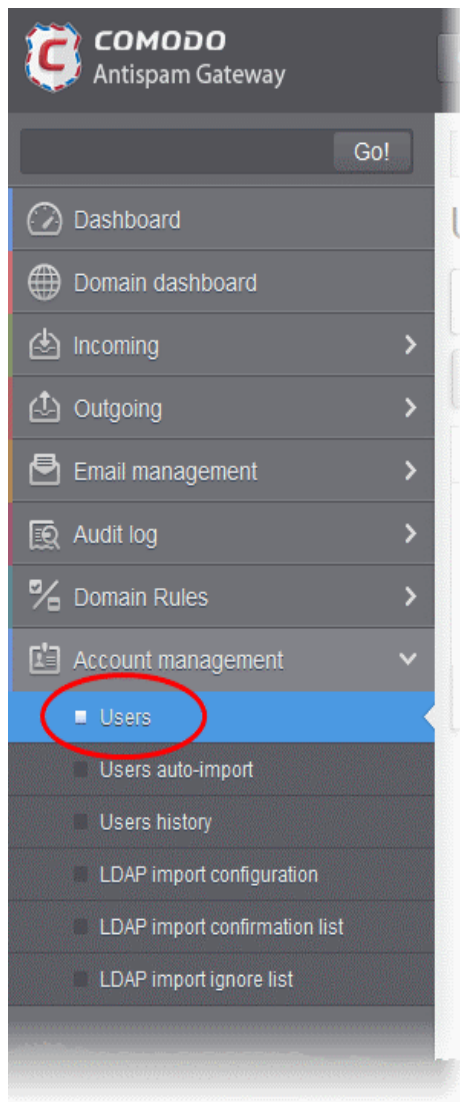 COMODO
Antispam Gateway
Go!
Dashboard
Domain dashboard
Incoming
Outgoing
Email management
Audit log
Domain Rules
Account management
Users
Users auto-import
Users history
LDAP import configuration
LDAP import confirmation list
LDAP import ignore list